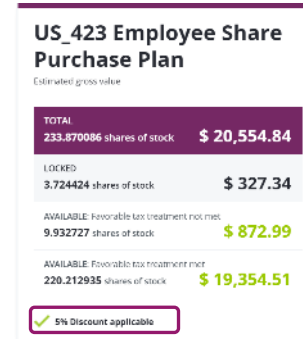 US_423 Employee Share
Purchase Plan
Estimated gross value
TOTAL
233.870086 shares of stock $ 20,554.84
LOCKED
3.724424 shares of stock $ 327.34
AVAILABLE: Favorable tax treatment not met
9.932727 shares of stock $ 872.99
AVAILABLE: Favorable tax treatment met
220.212935 shares of stock $ 19,354.51
5% Discount applicable